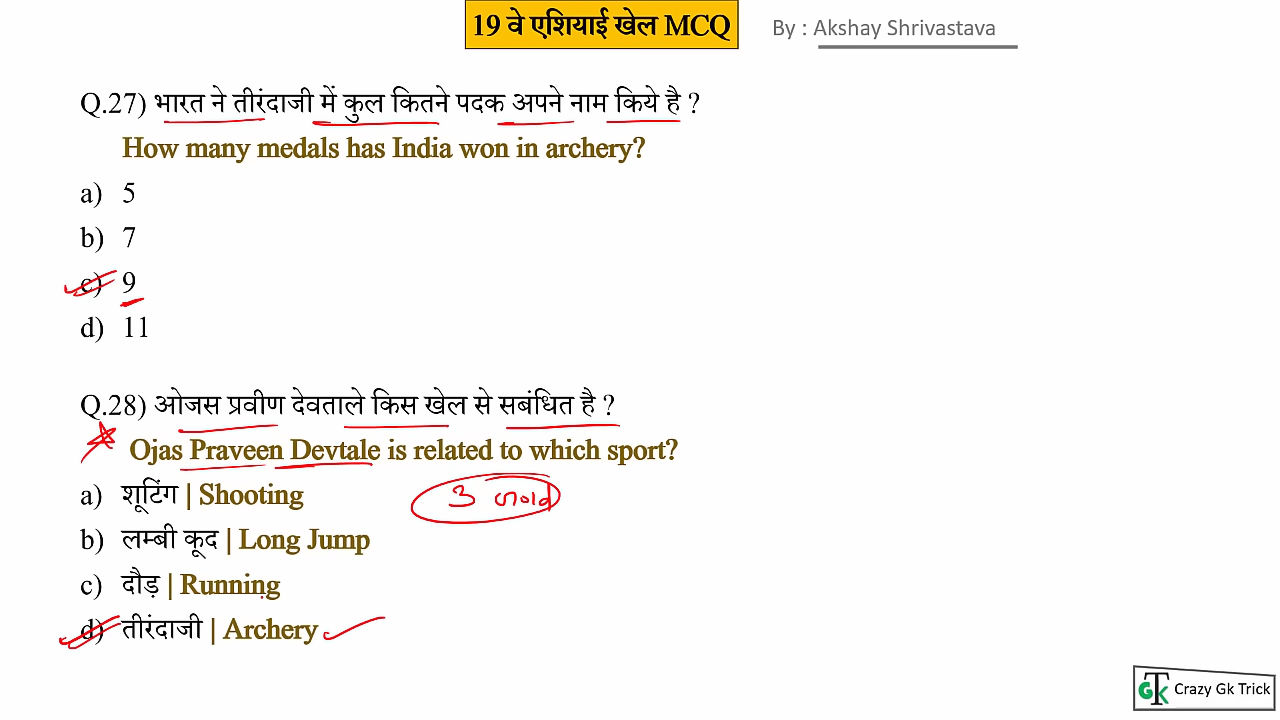 19 वे एशियाई खेल MCQ
By : Akshay Shrivastava
Q.27) भारत ने तीरंदाजी में कुल कितने पदक अपने नाम किये है ?
How many medals has India won in archery?
a) 5
b) 7
c) 9
d) 11
Q.28) ओजस प्रवीण देवताले किस खेल से सबंधित है ?
Ojas Praveen Devtale is related to which sport?
a) शूटिंग | Shooting
3
b) लम्बी कूद | Long Jump
c) दौड़ | Running
d) तीरंदाजी | Archery
GTK Crazy Gk Trick